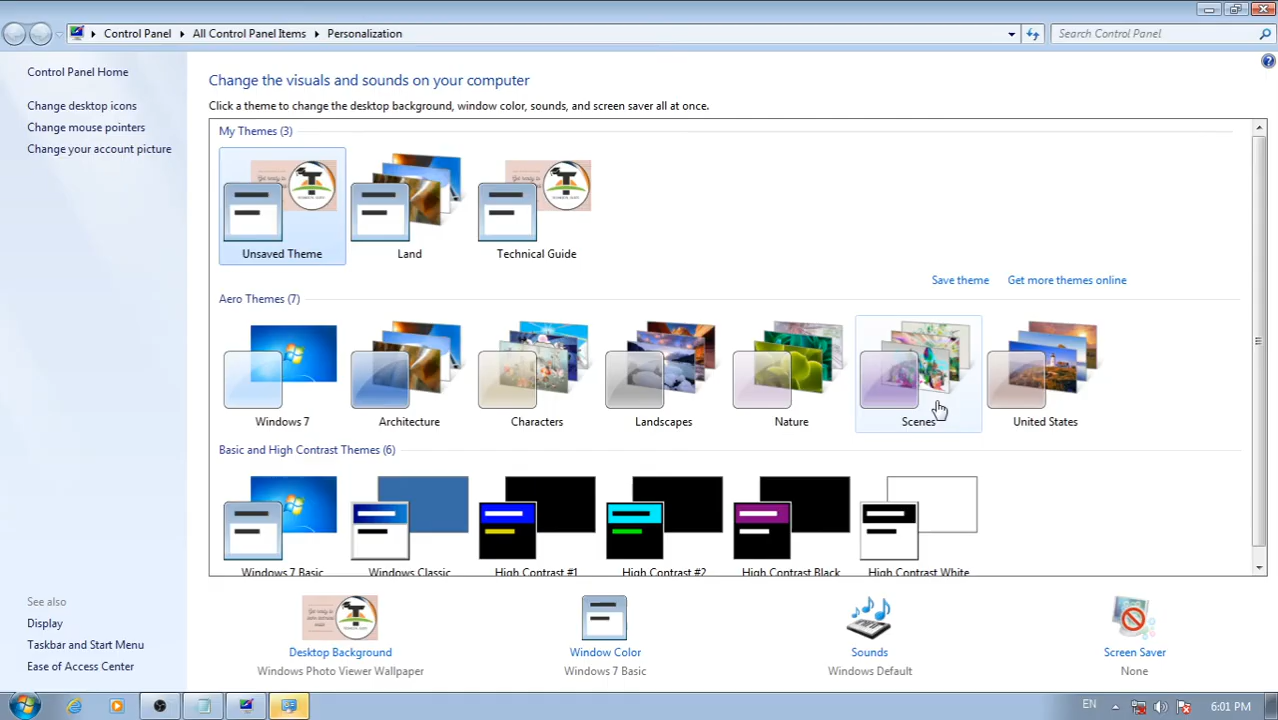 Control Panel All Control Panel Items Personalization
Search Control Panel
Control Panel Home
Change desktop icons
Change mouse pointers
Change your account picture
Change the visuals and sounds on your computer
Click a theme to change the desktop background, window color, sounds, and screen saver all at once.
My Themes (3)
Unsaved Theme
Land
Technical Guide
Save theme
Get more themes online
Aero Themes (7)
Windows 7
Architecture
Characters
Landscapes
Nature
Scenes
United States
Basic and High Contrast Themes (6)
Windows 7 Basic
Windows Classic
High Contrast #1
High Contrast #2
High Contrast Black
High Contrast White
See also
Display
Taskbar and Start Menu
Ease of Access Center
Desktop Background
Windows Photo Viewer Wallpaper
Window Color
Windows 7 Basic
Sounds
Windows Default
Screen Saver
None
EN
6:01 PM